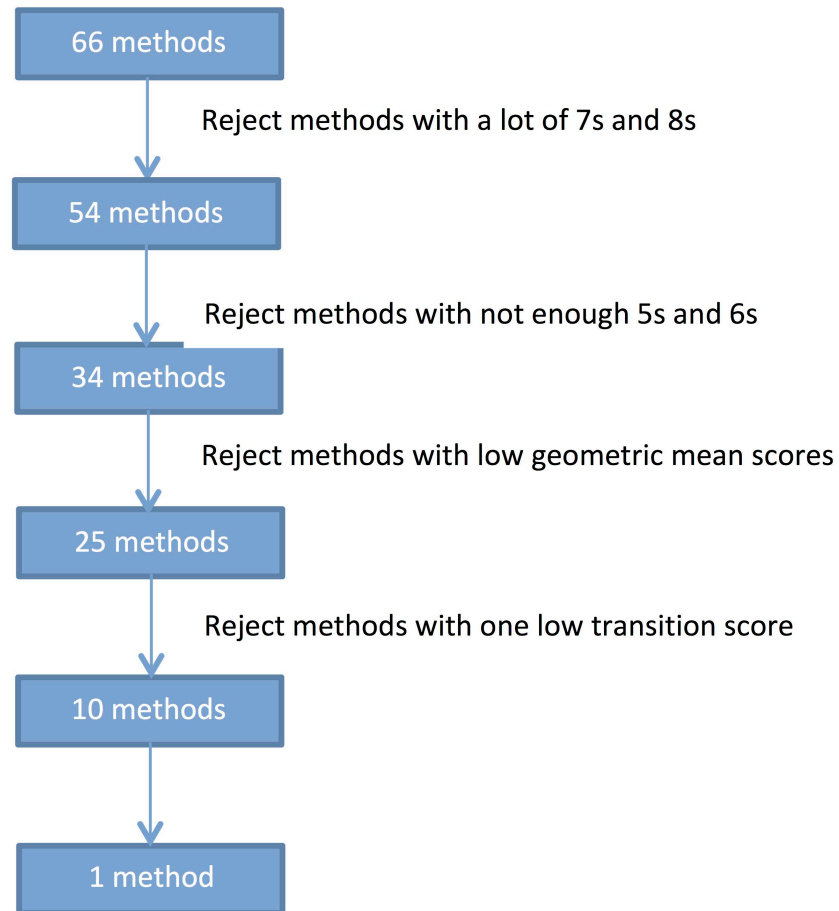 66 methods
Reject methods with a lot of 7s and 8s
54 methods
Reject methods with not enough 5s and 6s
34 methods
Reject methods with low geometric mean scores
25 methods
Reject methods with one low transition score
10 methods
1 method